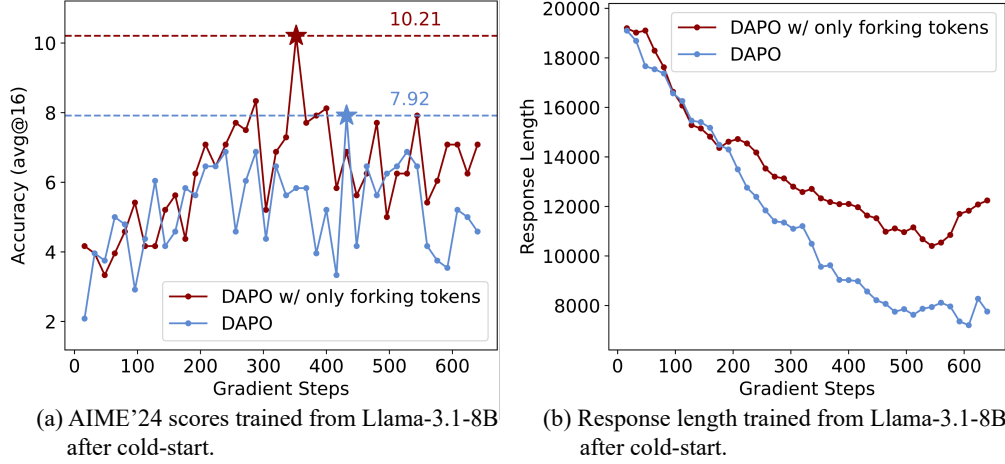 10.21
7.92
10
8
6
4
2
Accuracy (avg@16)
DAPO w/ only forking tokens
DAPO
0 100 200 300 400 500 600
Gradient Steps
(a) AIME’24 scores trained from Llama-3.1-8B
after cold-start.
20000
18000
16000
14000
12000
10000
8000
Response Length
DAPO w/ only forking tokens
DAPO
0 100 200 300 400 500 600
Gradient Steps
(b) Response length trained from Llama-3.1-8B
after cold-start.